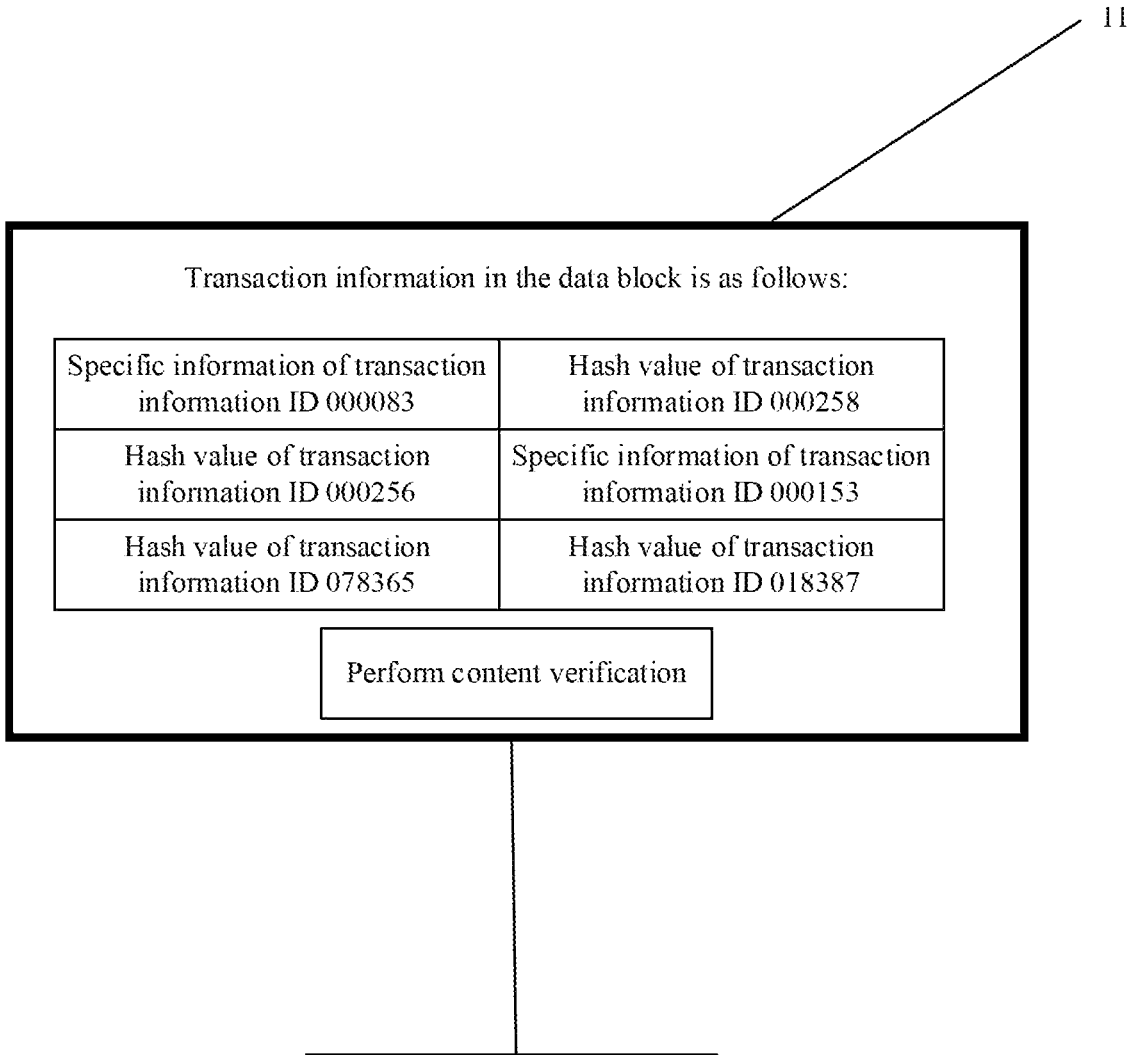 11
Transaction information in the data block is as follows:
Specific information of transaction
information ID 000083
Hash value of transaction
information ID 000258
Hash value of transaction
information ID 000256
Specific information of transaction
information ID 000153
Hash value of transaction
information ID 078365
Hash value of transaction
information ID 018387
Perform content verification